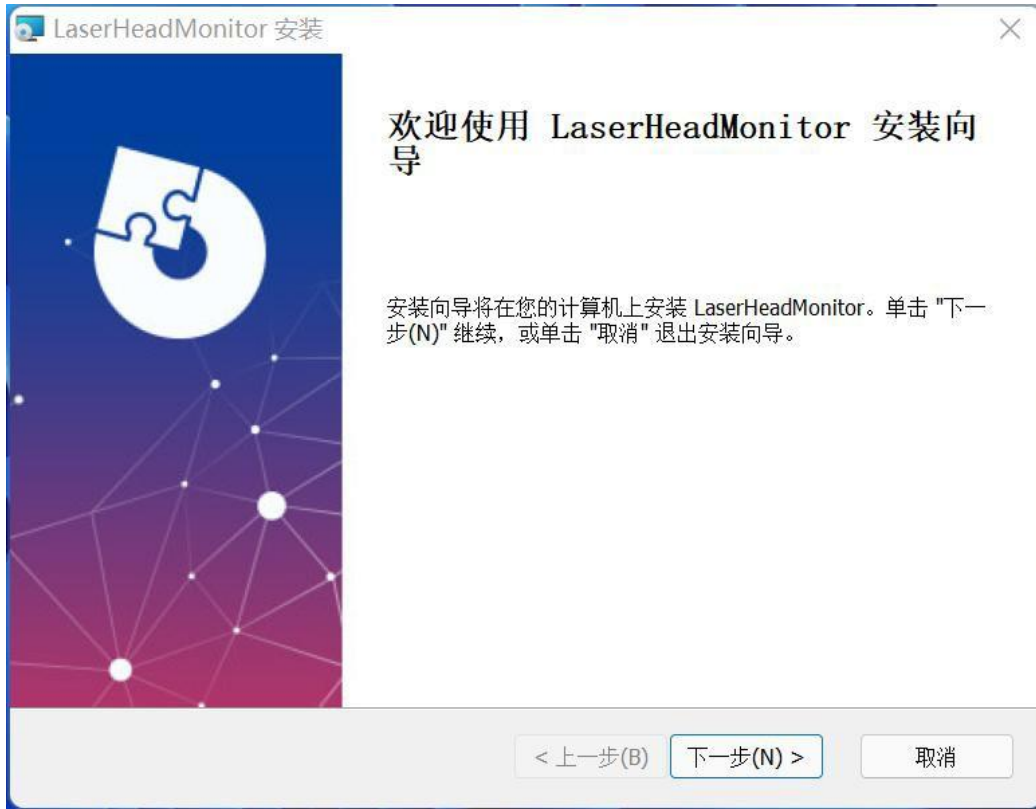 LaserHeadMonitor 安装
欢迎使用 LaserHeadMonitor 安装向
导
安装向导将在您的计算机上安装 LaserHeadMonitor。单击 "下一
步(N)" 继续，或单击 "取消" 退出安装向导。
< 上一步(B) 下一步(N) > 取消